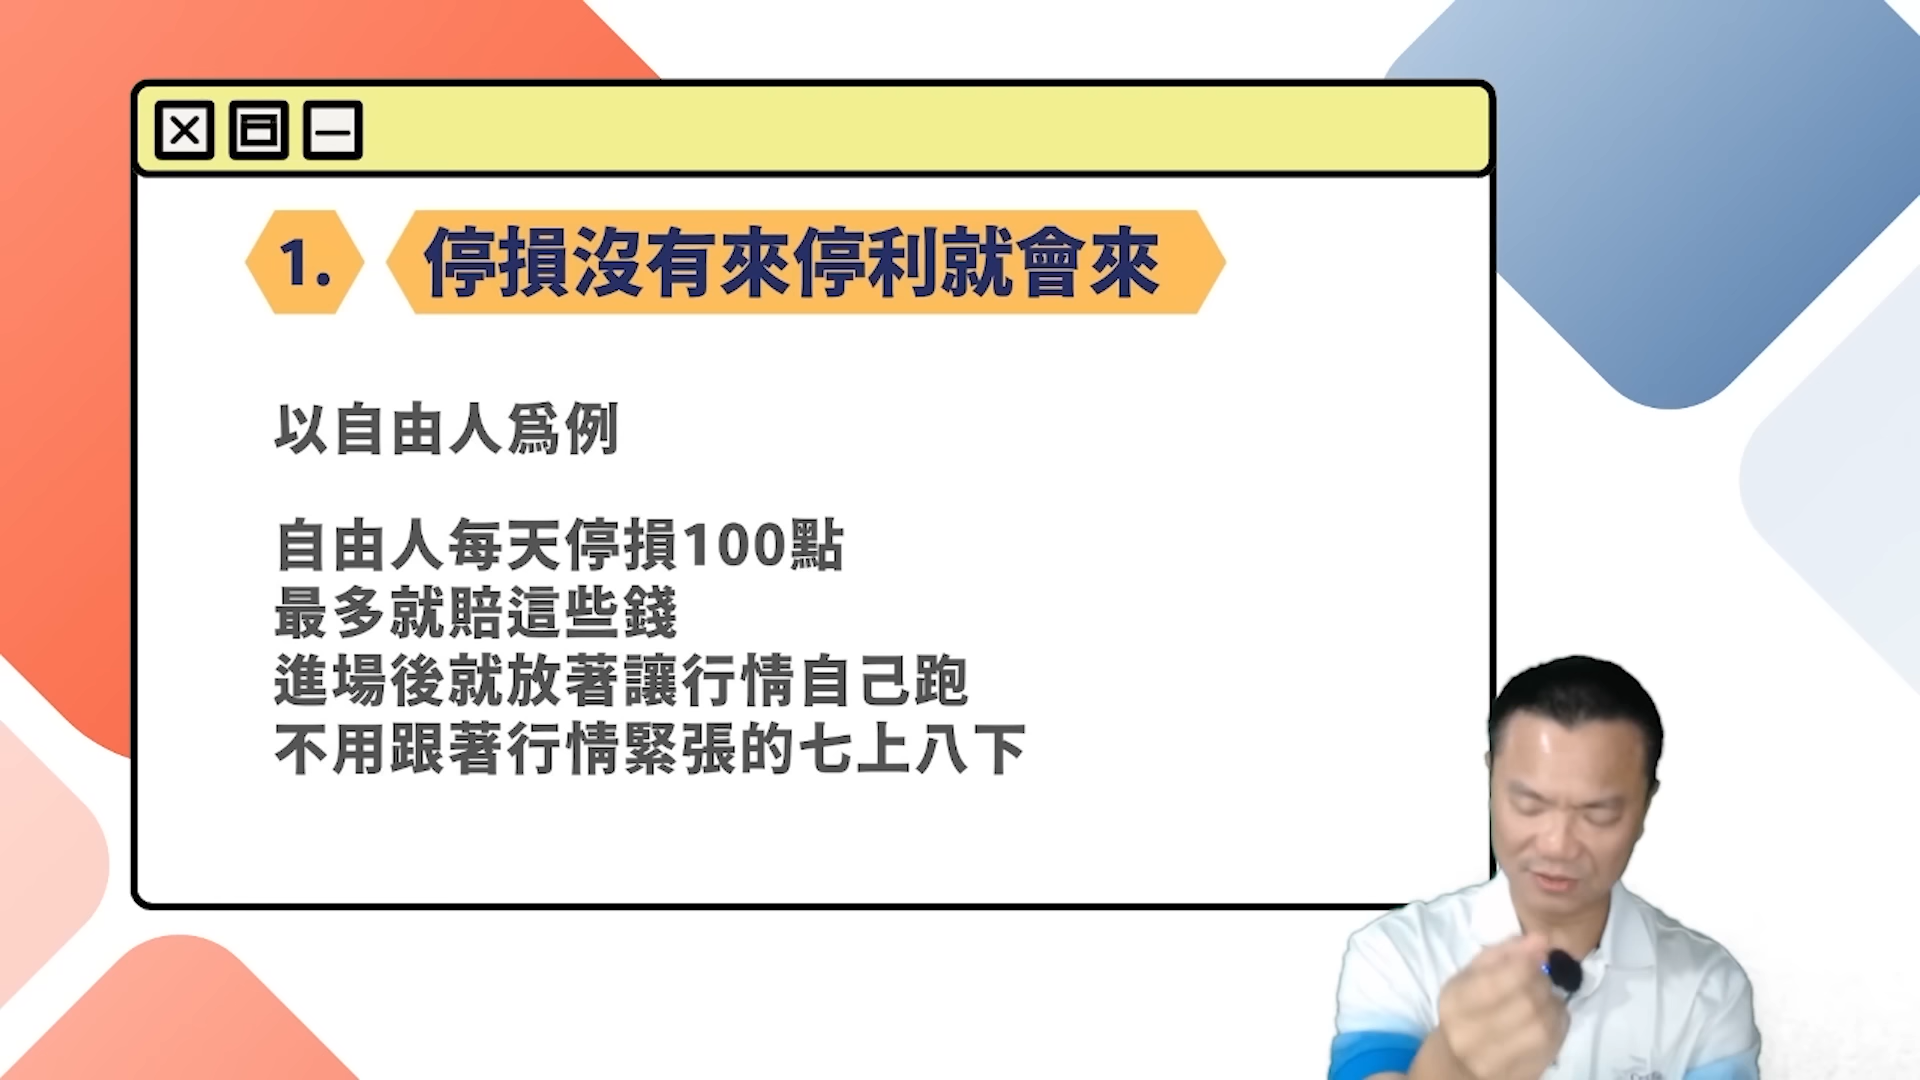 1. 停損沒有來停利就會來
以自由人爲例
自由人每天停損100點
最多就賠這些錢
進場後就放著讓行情自己跑
不用跟著行情緊張的七上八下